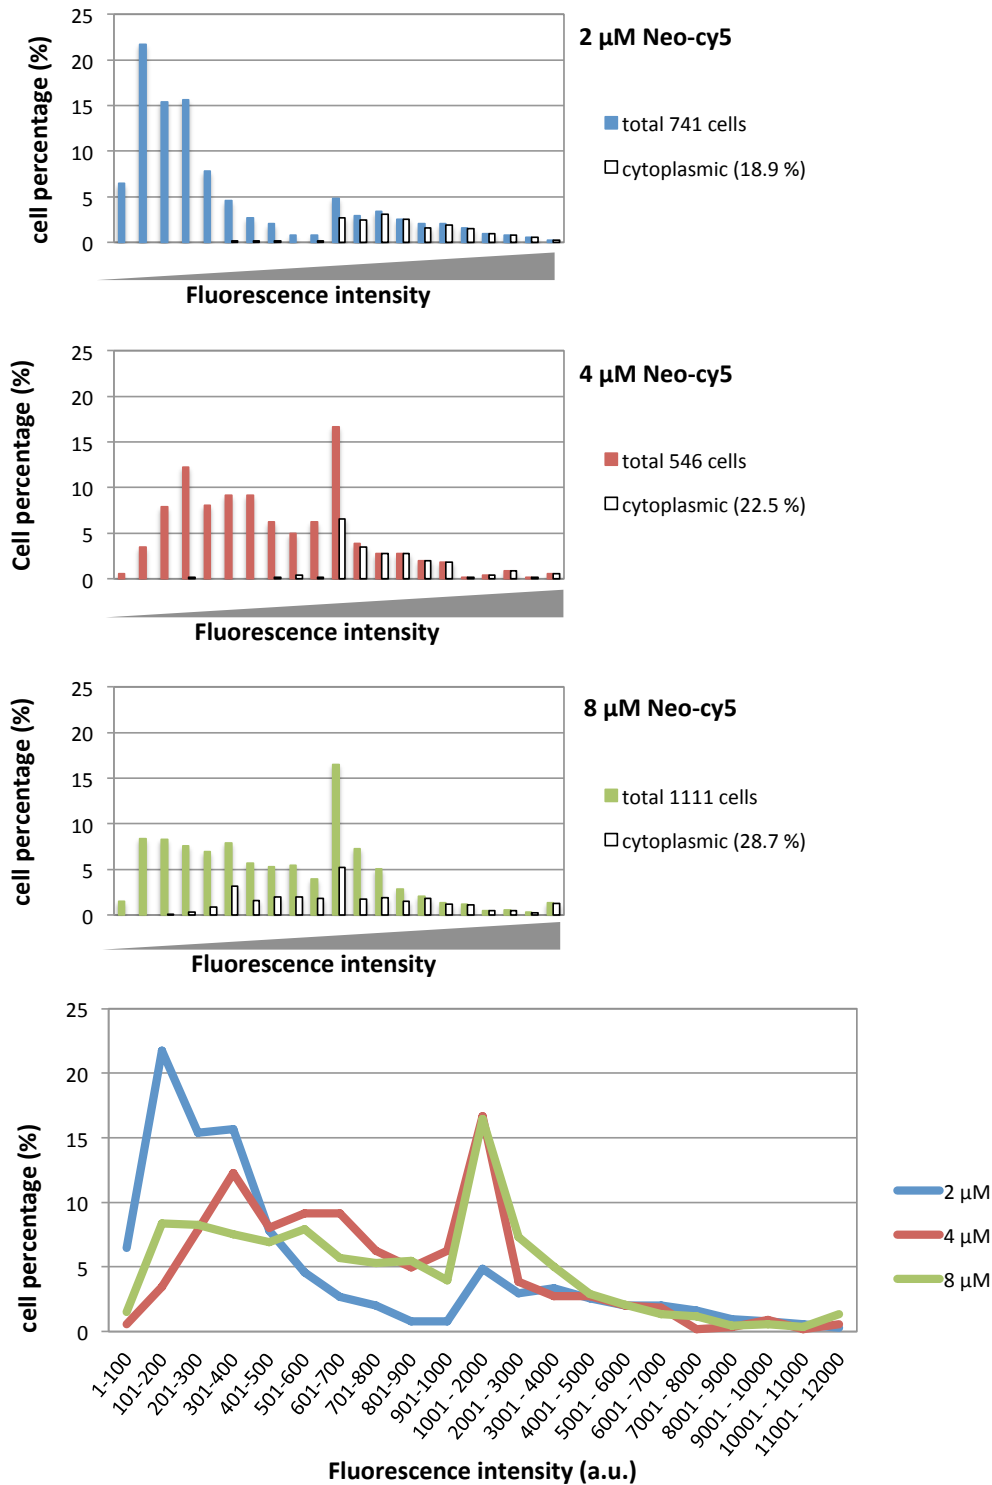 2 µM Neo-cy5
cell percentage (%)
25
20
15
10
5
0
total 741 cells
cytoplasmic (18.9 %)
Fluorescence intensity
4 µM Neo-cy5
Cell percentage (%)
25
20
15
10
5
0
total 546 cells
cytoplasmic (22.5 %)
Fluorescence intensity
8 µM Neo-cy5
cell percentage (%)
25
20
15
10
5
0
total 1111 cells
cytoplasmic (28.7 %)
Fluorescence intensity
cell percentage (%)
25
20
15
10
5
0
2 µM
4 µM
8 µM
1-100
101-200
201-300
301-400
401-500
501-600
601-700
701-800
801-900
901-1000
1001 - 2000
2001 - 3000
3001 - 4000
4001 - 5000
5001 - 6000
6001 - 7000
7001 - 8000
8001 - 9000
9001 - 10000
10001 - 11000
11001 - 12000
Fluorescence intensity (a.u.)